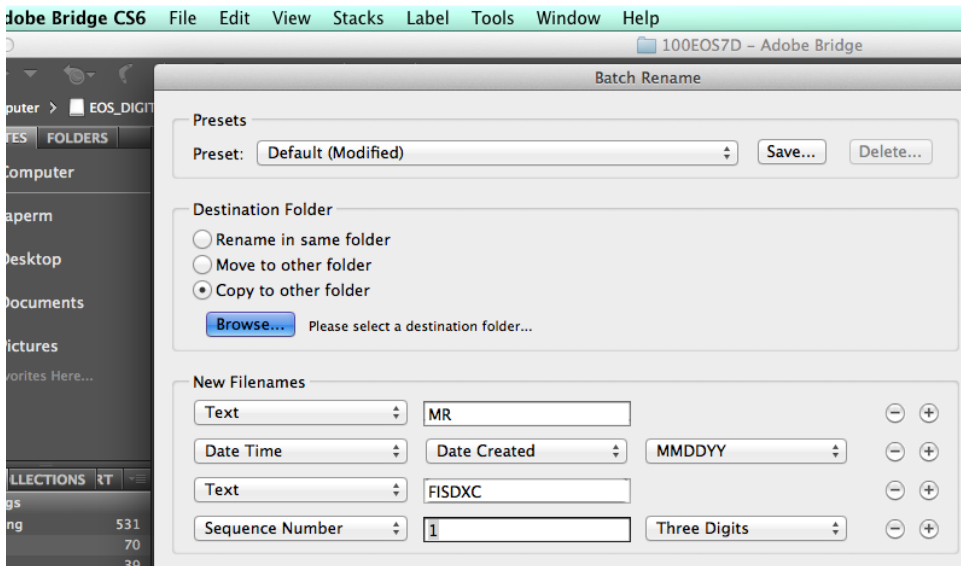 dobe Bridge CS6 File Edit View Stacks Label Tools Window Help
100EOS7D – Adobe Bridge
Batch Rename
puter > EOS_DIGIT
TES FOLDERS
Computer
aperm
Desktop
Documents
ictures
vorites Here...
LLECTIONS RT
gs
ng 531
70
39
Presets
Preset: Default (Modified) Save... Delete...
Destination Folder
Rename in same folder
Move to other folder
Copy to other folder
Browse... Please select a destination folder...
New Filenames
Text MR
Date Time Date Created MMDDYY
Text FISDXC
Sequence Number 1 Three Digits